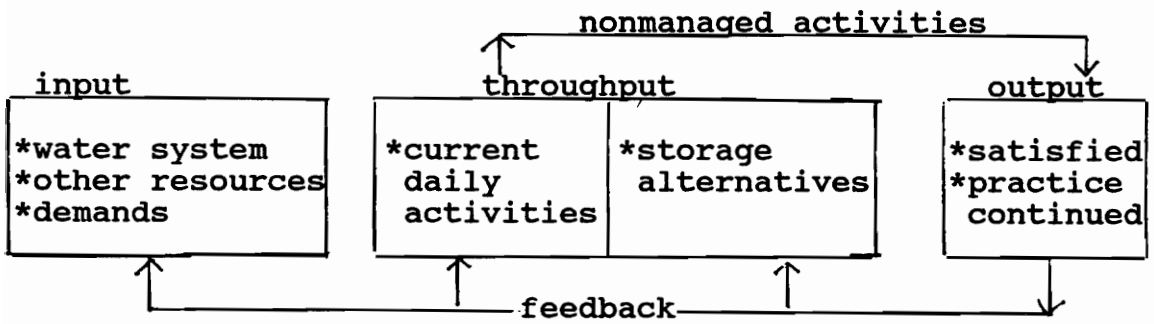 nonmanaged activities
input
throughput
output
*water system
*other resources
*demands
*current
daily
activities
*storage
alternatives
*satisfied
*practice
continued
feedback